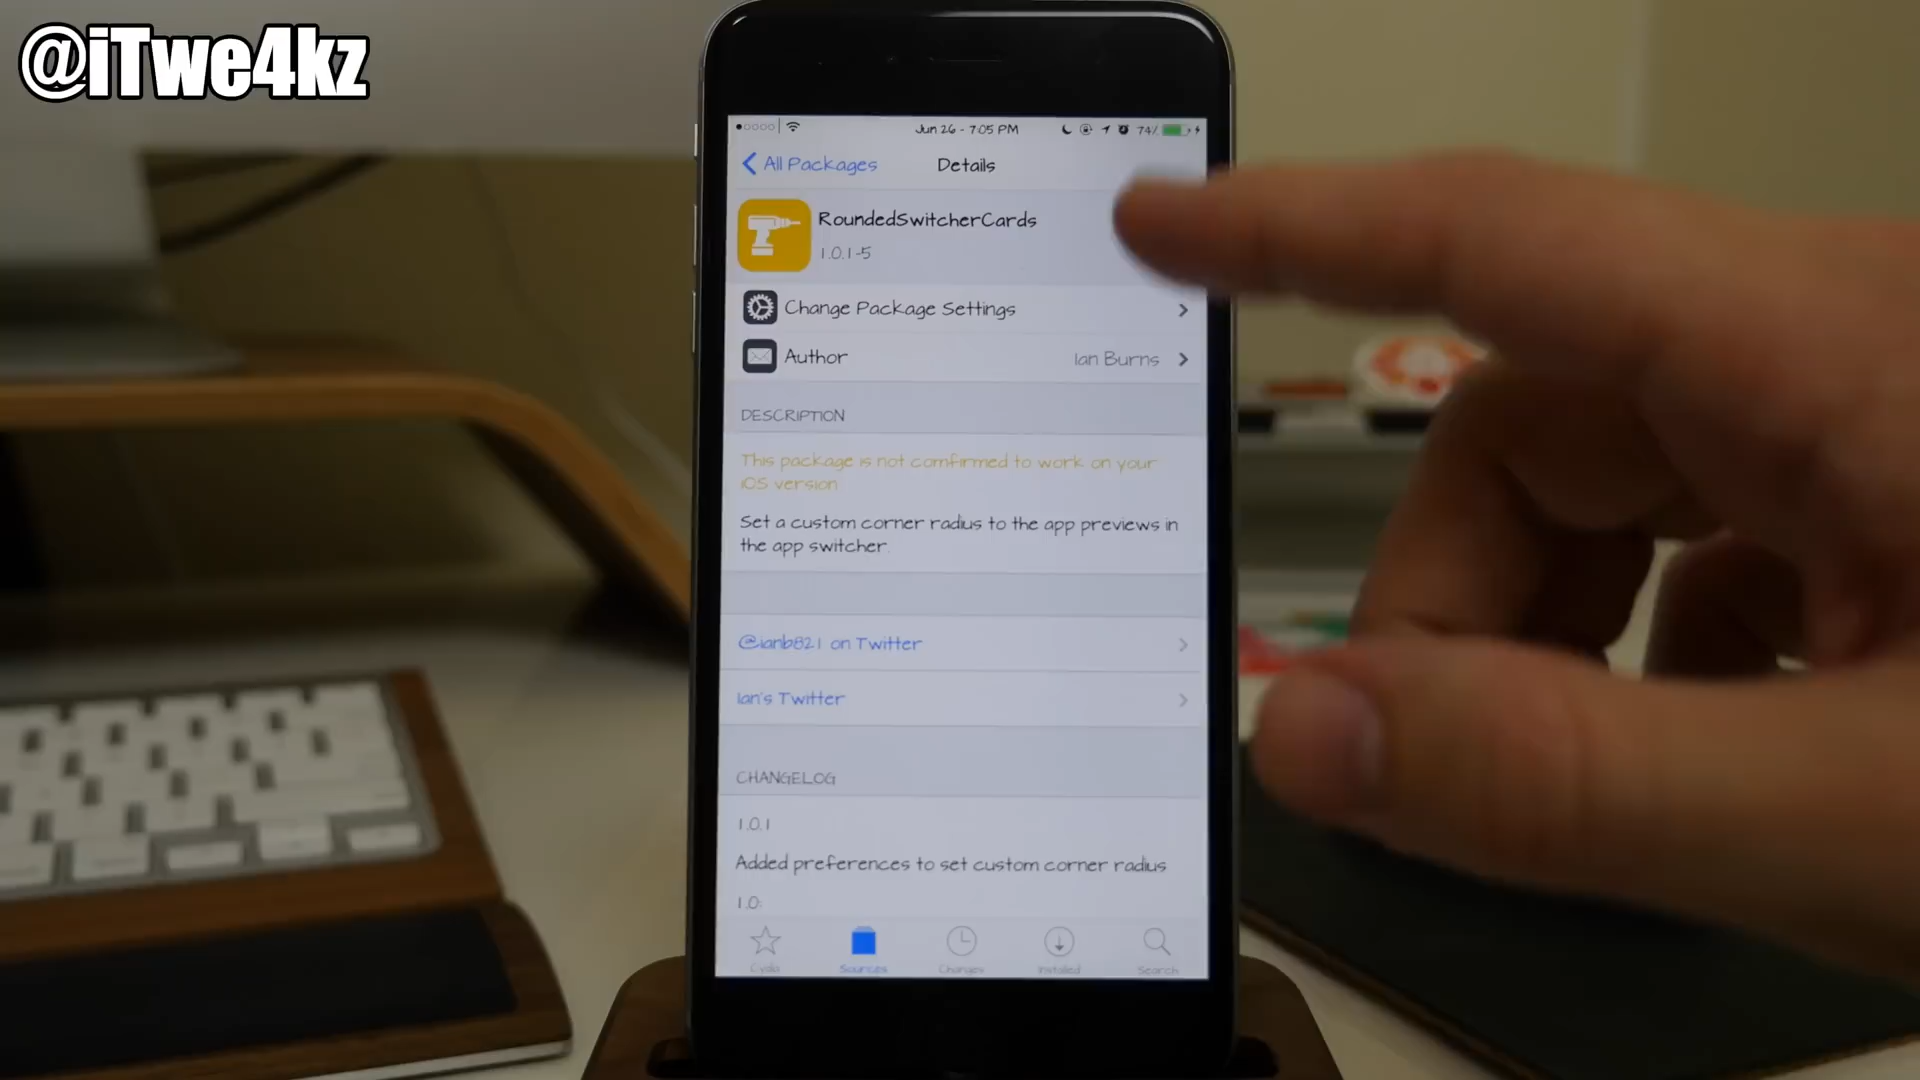 @iTwe4kz
Jun 26 - 7:05 PM
74%
All Packages
Details
RoundedSwitcherCards
1.0.1-5
Change Package Settings
Author
Ian Burns
DESCRIPTION
This package is not comfirmed to work on your
iOS version
Set a custom corner radius to the app previews in
the app switcher.
@ianb821 on Twitter
Ian's Twitter
CHANGELOG
1.0.1
Added preferences to set custom corner radius
1.0:
Cydia
Sources
Changes
Installed
Search